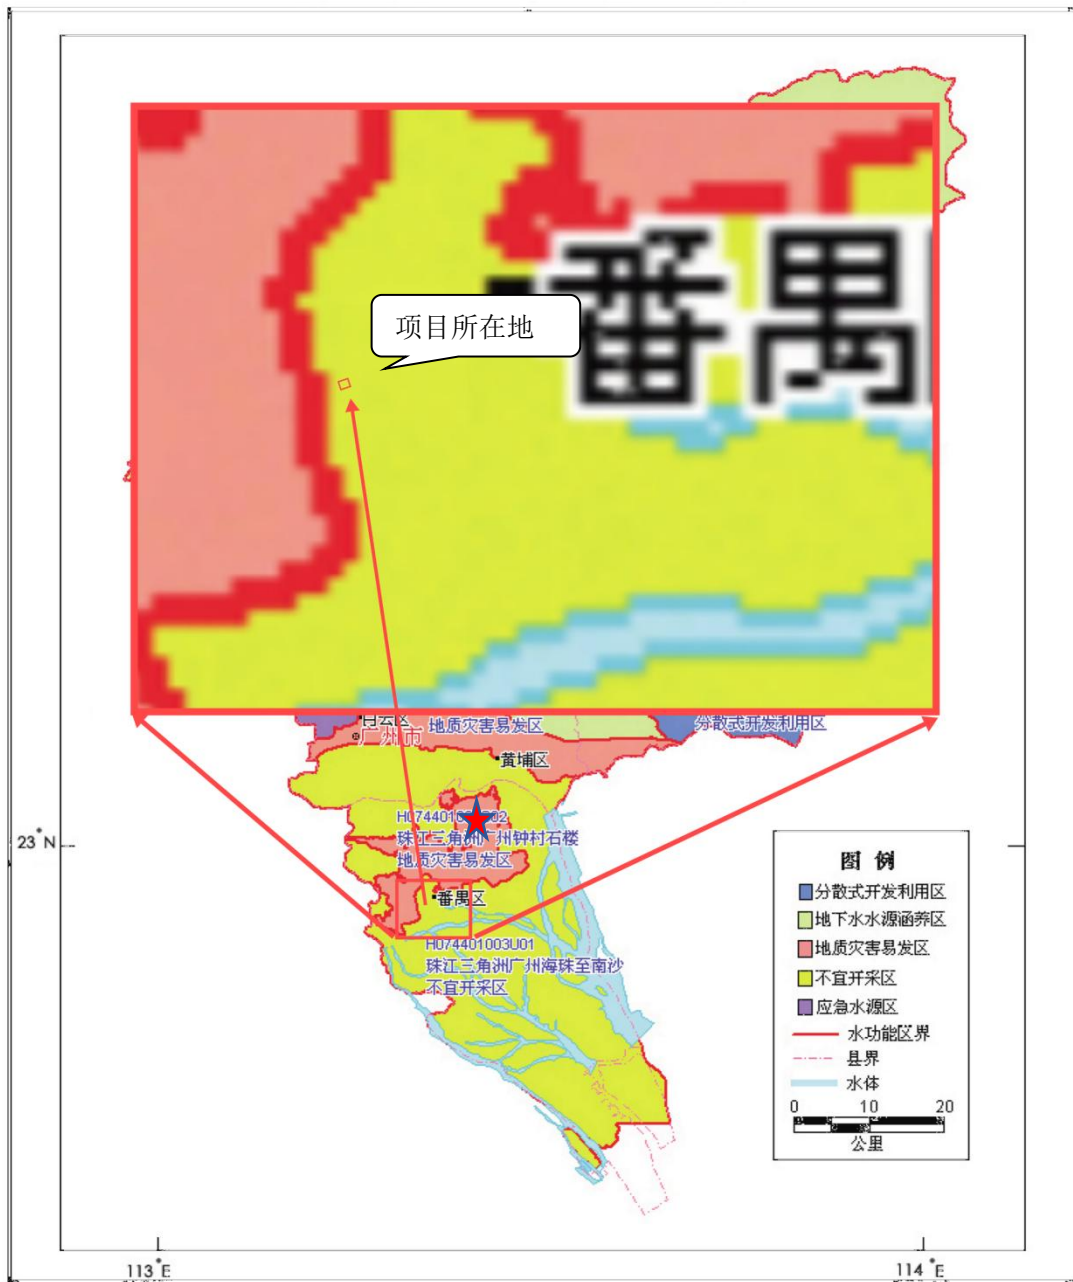 项目所在地
番禺
白云区
广州市
地质灾害易发区
分散式开发利用区
黄埔区
珠江三角洲广州钟村石楼
地质灾害易发区
番禺区
H074401003U01
珠江三角洲广州海珠至南沙
不宜开采区
23°N
图例
分散式开发利用区
地下水水源涵养区
地质灾害易发区
不宜开采区
应急水源区
水功能区界
县界
水体
0 10 20
公里
113°E
114°E